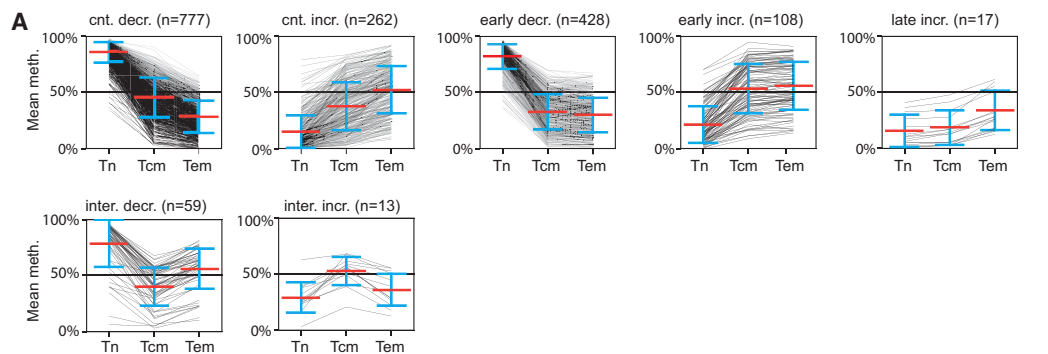 A
cnt. decr. (n=777) cnt. incr. (n=262) early decr. (n=428) early incr. (n=108) late incr. (n=17)
Mean meth.
100% 100% 100% 100% 100%
50% 50% 50% 50% 50%
0% 0% 0% 0% 0%
Tn Tcm Tem Tn Tcm Tem Tn Tcm Tem Tn Tcm Tem Tn Tcm Tem
inter. decr. (n=59) inter. incr. (n=13)
Mean meth.
100% 100%
50% 50%
0% 0%
Tn Tcm Tem Tn Tcm Tem